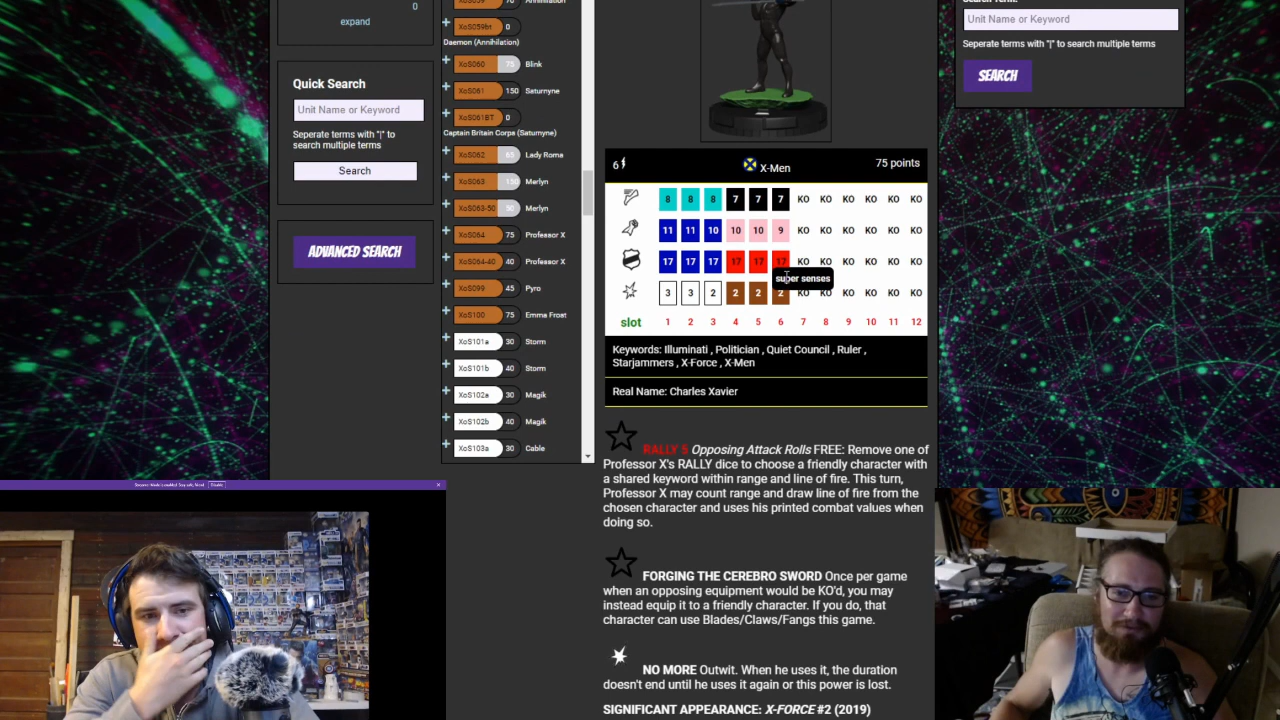 0
expand
Quick Search
Unit Name or Keyword
Seperate terms with "|" to
search multiple terms
Search
ADVANCED SEARCH
XoS059 70 Annihilation
XoS059bt 0
Daemon (Annihilation)
XoS060 75 Blink
XoS061 150 Saturnyne
XoS061BT 0
Captain Britain Corps (Saturnyne)
XoS062 65 Lady Roma
XoS063 150 Merlyn
XoS063-50 50 Merlyn
XoS064 75 Professor X
XoS064-40 40 Professor X
XoS099 45 Pyro
XoS100 75 Emma Frost
XoS101a 30 Storm
XoS101b 40 Storm
XoS102a 30 Magik
XoS102b 40 Magik
XoS103a 30 Cable
6 X-Men 75 points
8 8 8 7 7 7 KO KO KO KO KO KO
11 11 10 10 10 9 KO KO KO KO KO KO
17 17 17 17 17 17 KO KO KO KO KO KO
super senses
3 3 2 2 2 2 KO KO KO KO KO KO
slot 1 2 3 4 5 6 7 8 9 10 11 12
Keywords: Illuminati , Politician , Quiet Council , Ruler ,
Starjammers , X-Force , X-Men
Real Name: Charles Xavier
RALLY 5 Opposing Attack Rolls FREE: Remove one of
Professor X's RALLY dice to choose a friendly character with
a shared keyword within range and line of fire. This turn,
Professor X may count range and draw line of fire from the
chosen character and uses his printed combat values when
doing so.
FORGING THE CEREBRO SWORD Once per game
when an opposing equipment would be KO'd, you may
instead equip it to a friendly character. If you do, that
character can use Blades/Claws/Fangs this game.
NO MORE Outwit. When he uses it, the duration
doesn't end until he uses it again or this power is lost.
SIGNIFICANT APPEARANCE: X-FORCE #2 (2019)
Unit Name or Keyword
Seperate terms with "|" to search multiple terms
SEARCH